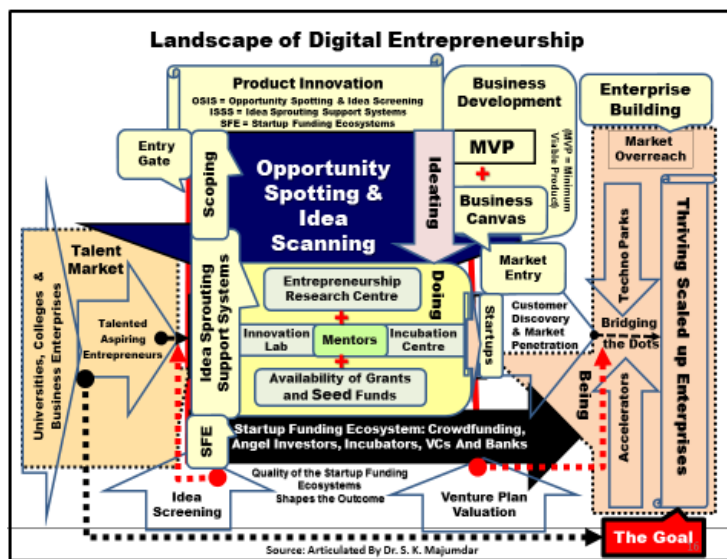 Landscape of Digital Entrepreneurship
Product Innovation
OSIS = Opportunity Spotting & Idea Screening
ISSS = Idea Sprouting Support Systems
SFE = Startup Funding Ecosystems
Business
Development
Enterprise
Building
Entry
Gate
Scoping
Opportunity
Spotting &
Idea
Scanning
Ideating
MVP
+
(MVP = Minimum
Viable Product)
Business
Canvas
Market
Overreach
Talent
Market
Universities, Colleges &
Business Enterprises
Talented
Aspiring
Entrepreneurs
Idea Sprouting
Support Systems
Doing
Entrepreneurship
Research Centre
+
Innovation
Lab
Mentors
Incubation
Centre
+
Availability of Grants
and Seed Funds
Startups
Market
Entry
Customer
Discovery
& Market
Penetration
Techno Parks
Bridging
the Dots
Being
Accelerators
Thriving Scaled up Enterprises
SFE
Startup Funding Ecosystem: Crowdfunding,
Angel Investors, Incubators, VCs And Banks
Idea
Screening
Quality of the Startup Funding
Ecosystems
Shapes the Outcome
Venture Plan
Valuation
The Goal
16
Source: Articulated By Dr. S. K. Majumdar